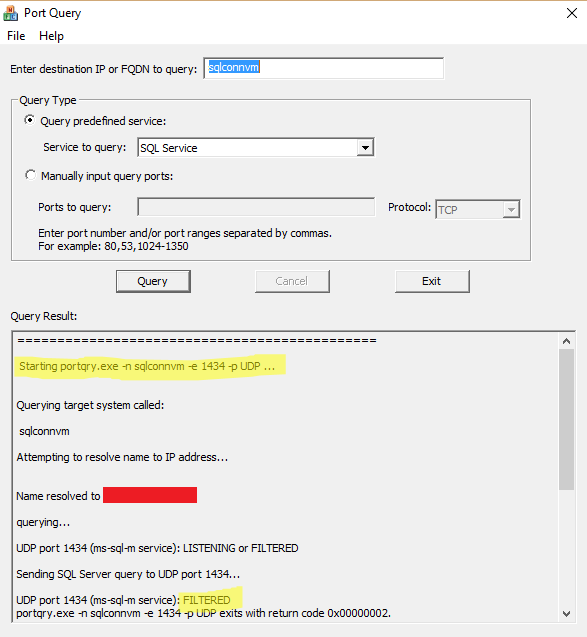 Port Query
File Help
Enter destination IP or FQDN to query: sqlconnvm
Query Type
Query predefined service:
Service to query: SQL Service
Manually input query ports:
Ports to query: Protocol: TCP
Enter port number and/or port ranges separated by commas.
For example: 80,53,1024-1350
Query Cancel Exit
Query Result:
=============================================
Starting portqry.exe -n sqlconnvm -e 1434 -p UDP ...
Querying target system called:
sqlconnvm
Attempting to resolve name to IP address...
Name resolved to
querying...
UDP port 1434 (ms-sql-m service): LISTENING or FILTERED
Sending SQL Server query to UDP port 1434...
UDP port 1434 (ms-sql-m service): FILTERED
portqry.exe -n sqlconnvm -e 1434 -p UDP exits with return code 0x00000002.